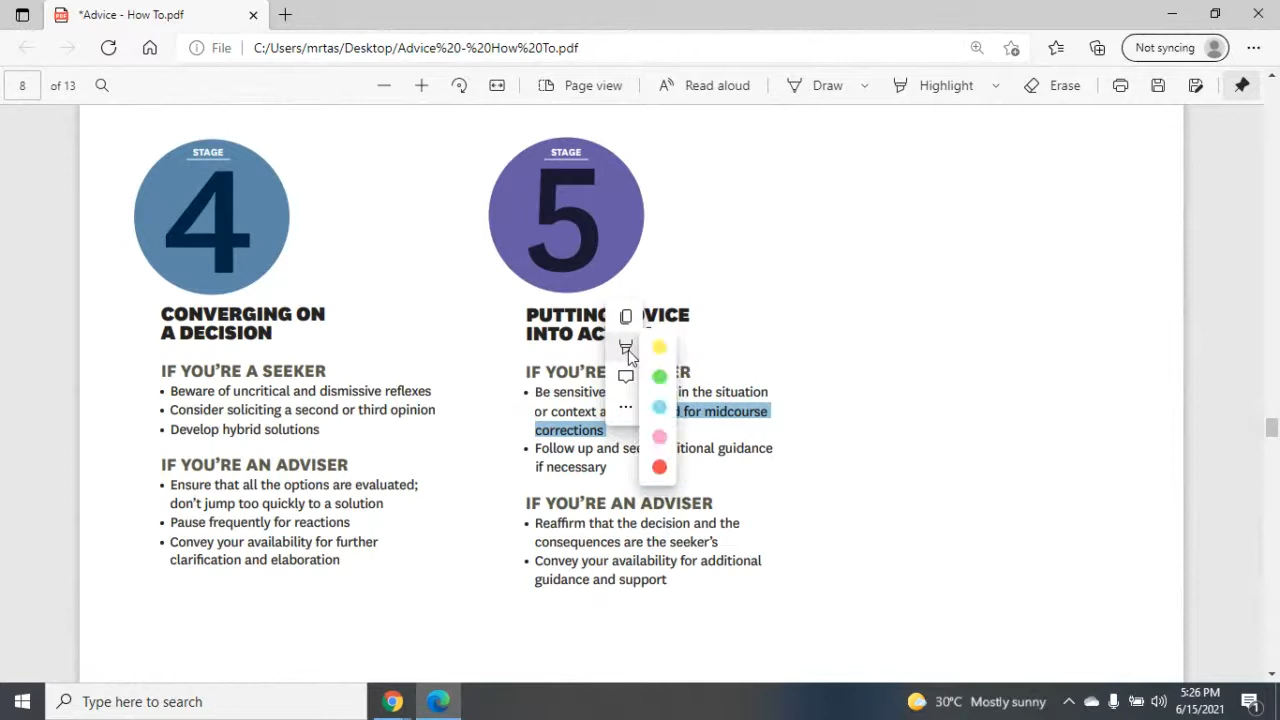 *Advice - How To.pdf
File
C:/Users/mrtas/Desktop/Advice%20-%20How%20To.pdf
Not syncing
8 of 13
Page view
Read aloud
Draw
Highlight
Erase
STAGE
4
CONVERGING ON
A DECISION
IF YOU’RE A SEEKER
• Beware of uncritical and dismissive reflexes
• Consider soliciting a second or third opinion
• Develop hybrid solutions
IF YOU’RE AN ADVISER
• Ensure that all the options are evaluated;
don’t jump too quickly to a solution
• Pause frequently for reactions
• Convey your availability for further
clarification and elaboration
STAGE
5
PUTTING VICE
INTO AC
IF YOU’RE ER
• Be sensitive in the situation
or context a d for midcourse
corrections
• Follow up and see itional guidance
if necessary
IF YOU’RE AN ADVISER
• Reaffirm that the decision and the
consequences are the seeker’s
• Convey your availability for additional
guidance and support
Type here to search
30°C Mostly sunny
5:26 PM
6/15/2021
1